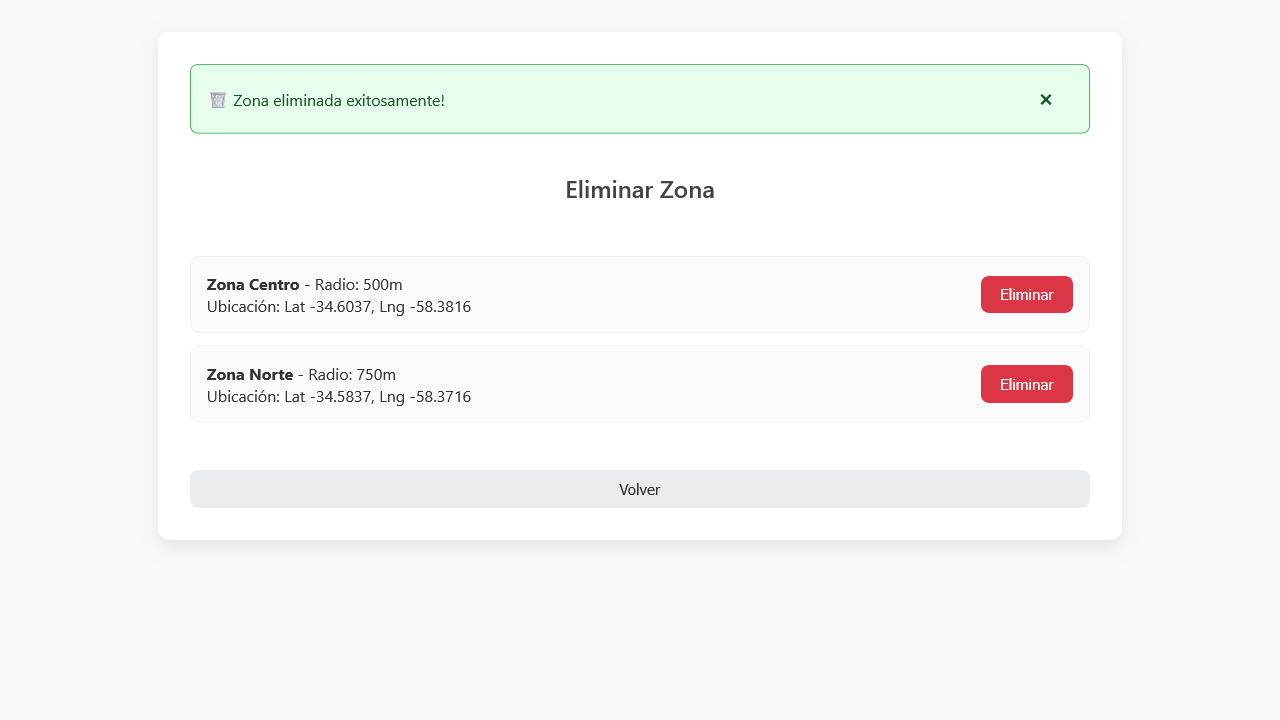 🗑️ Zona eliminada exitosamente!
×
Eliminar Zona
Zona Centro - Radio: 500m
Ubicación: Lat -34.6037, Lng -58.3816
Eliminar
Zona Norte - Radio: 750m
Ubicación: Lat -34.5837, Lng -58.3716
Eliminar
Volver